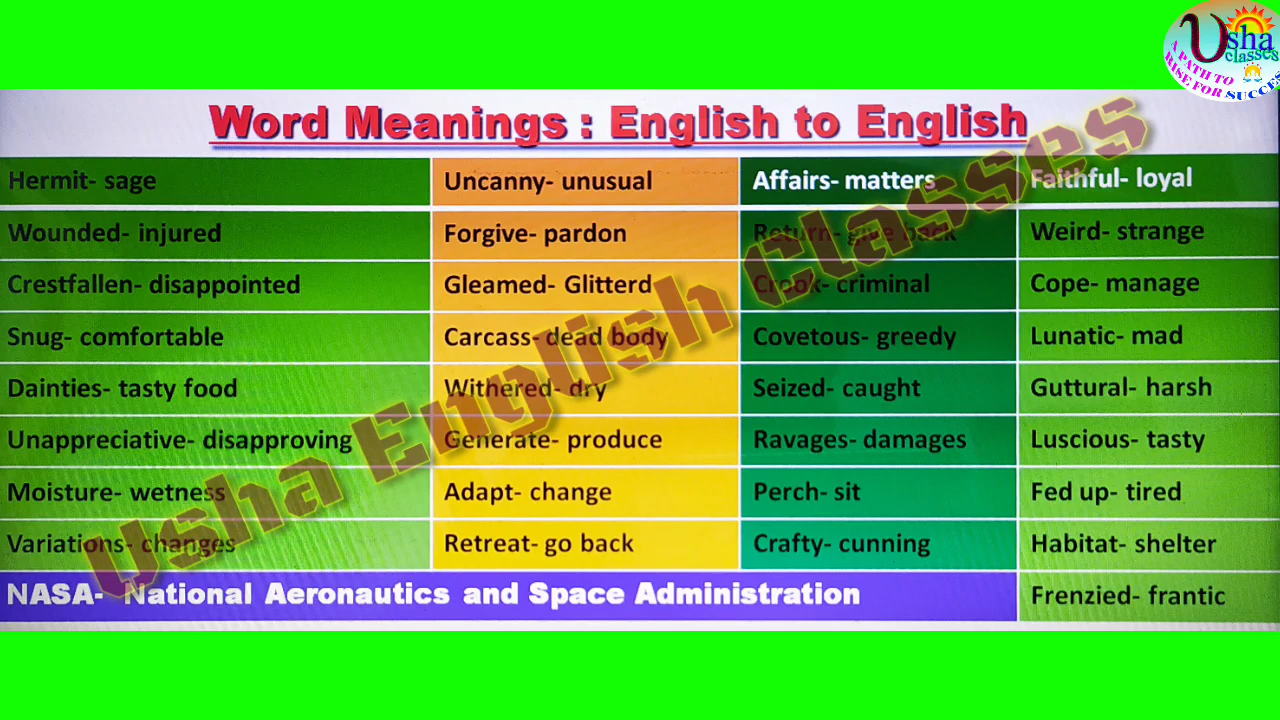 Usha
classes
A PATH TO
RISE FOR SUCCES
Word Meanings : English to English
Hermit- sage
Uncanny- unusual
Affairs- matters
Faithful- loyal
Wounded- injured
Forgive- pardon
Return- give back
Weird- strange
Crestfallen- disappointed
Gleamed- Glitterd
Crook- criminal
Cope- manage
Snug- comfortable
Carcass- dead body
Covetous- greedy
Lunatic- mad
Dainties- tasty food
Withered- dry
Seized- caught
Guttural- harsh
Unappreciative- disapproving
Generate- produce
Ravages- damages
Luscious- tasty
Moisture- wetness
Adapt- change
Perch- sit
Fed up- tired
Variations- changes
Retreat- go back
Crafty- cunning
Habitat- shelter
NASA- National Aeronautics and Space Administration
Frenzied- frantic
Usha English Classes